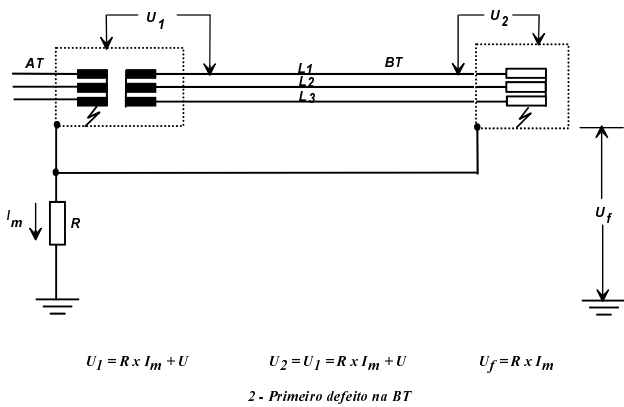 U1 U2
AT L1 BT
L2
L3
Im R Uf
U1 = R x Im + U U2 = U1 = R x Im + U Uf = R x Im
2 - Primeiro defeito na BT